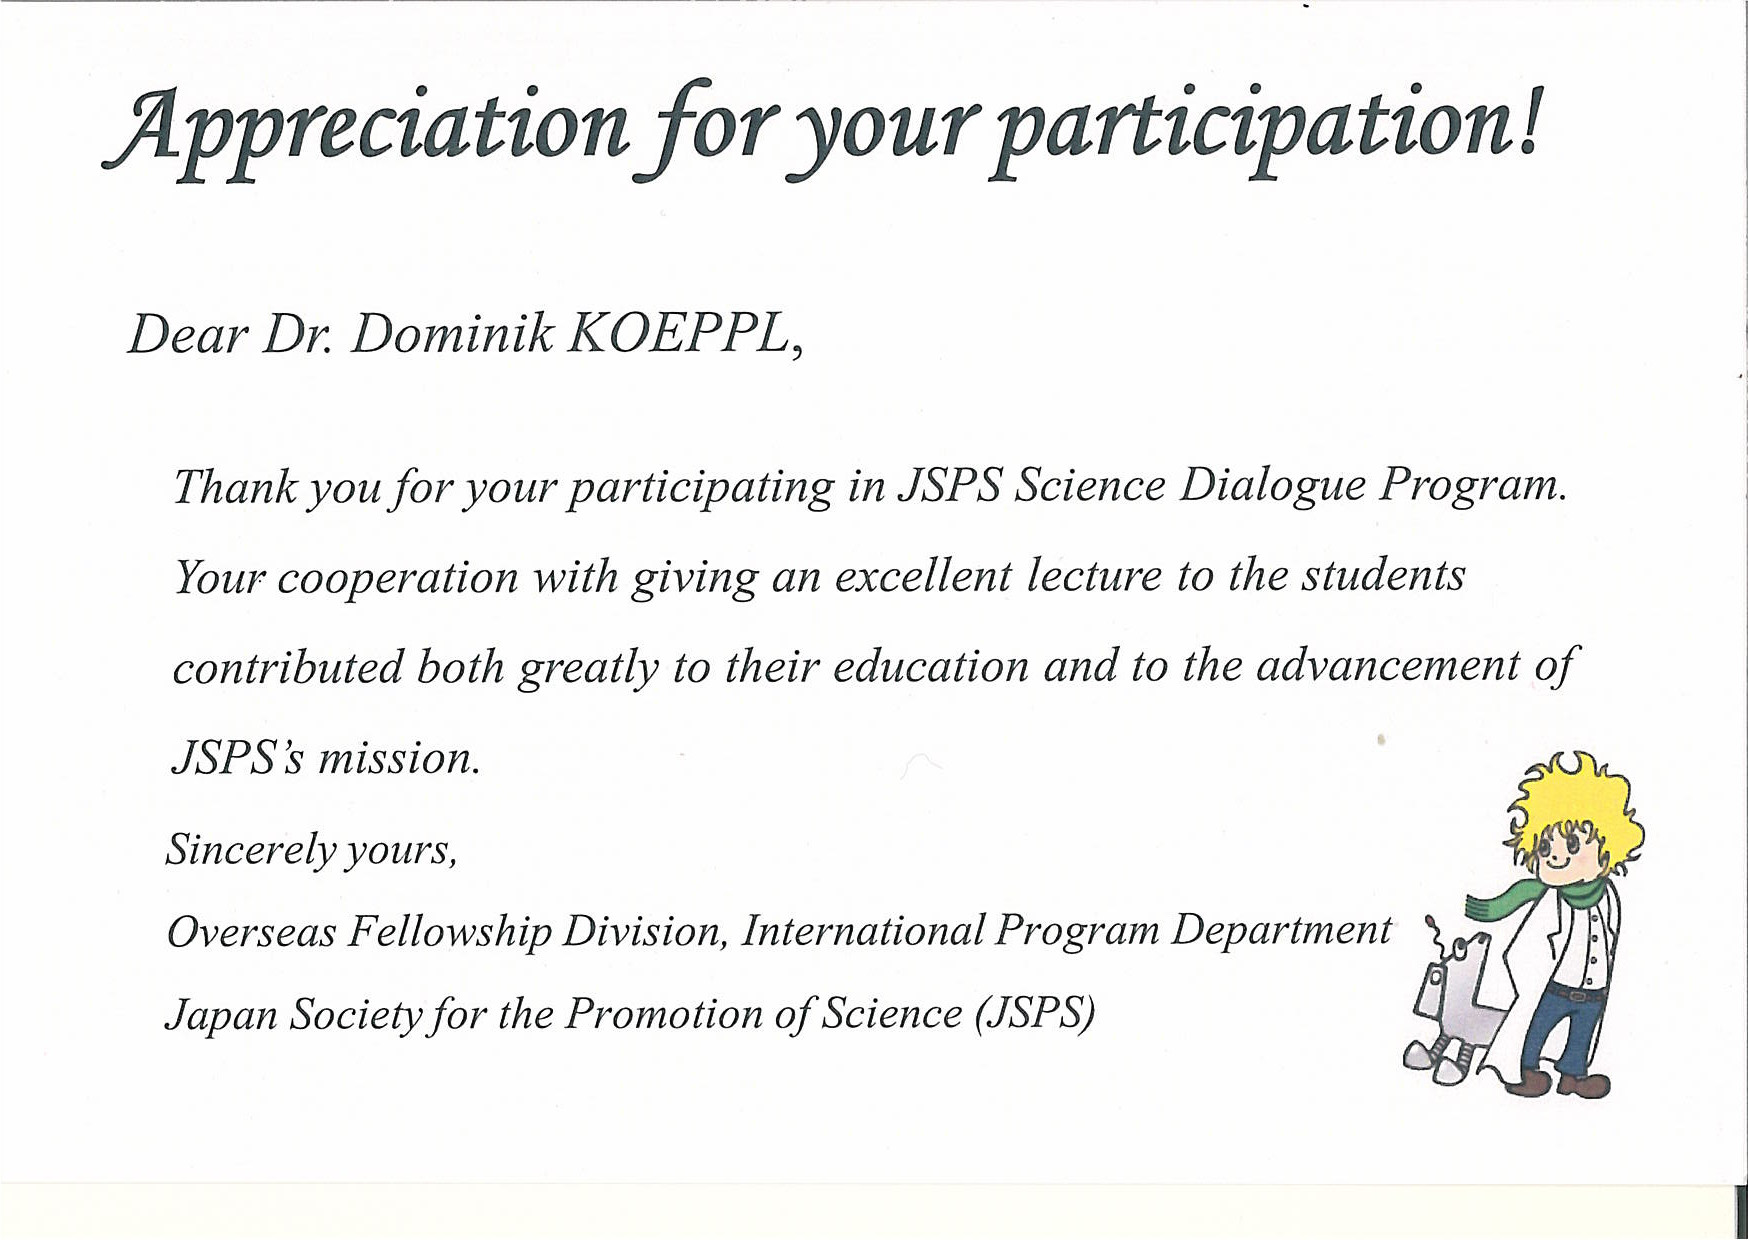 Appreciation for your participation!
Dear Dr. Dominik KOEPPL,
Thank you for your participating in JSPS Science Dialogue Program.
Your cooperation with giving an excellent lecture to the students
contributed both greatly to their education and to the advancement of
JSPS's mission.
Sincerely yours,
Overseas Fellowship Division, International Program Department
Japan Society for the Promotion of Science (JSPS)